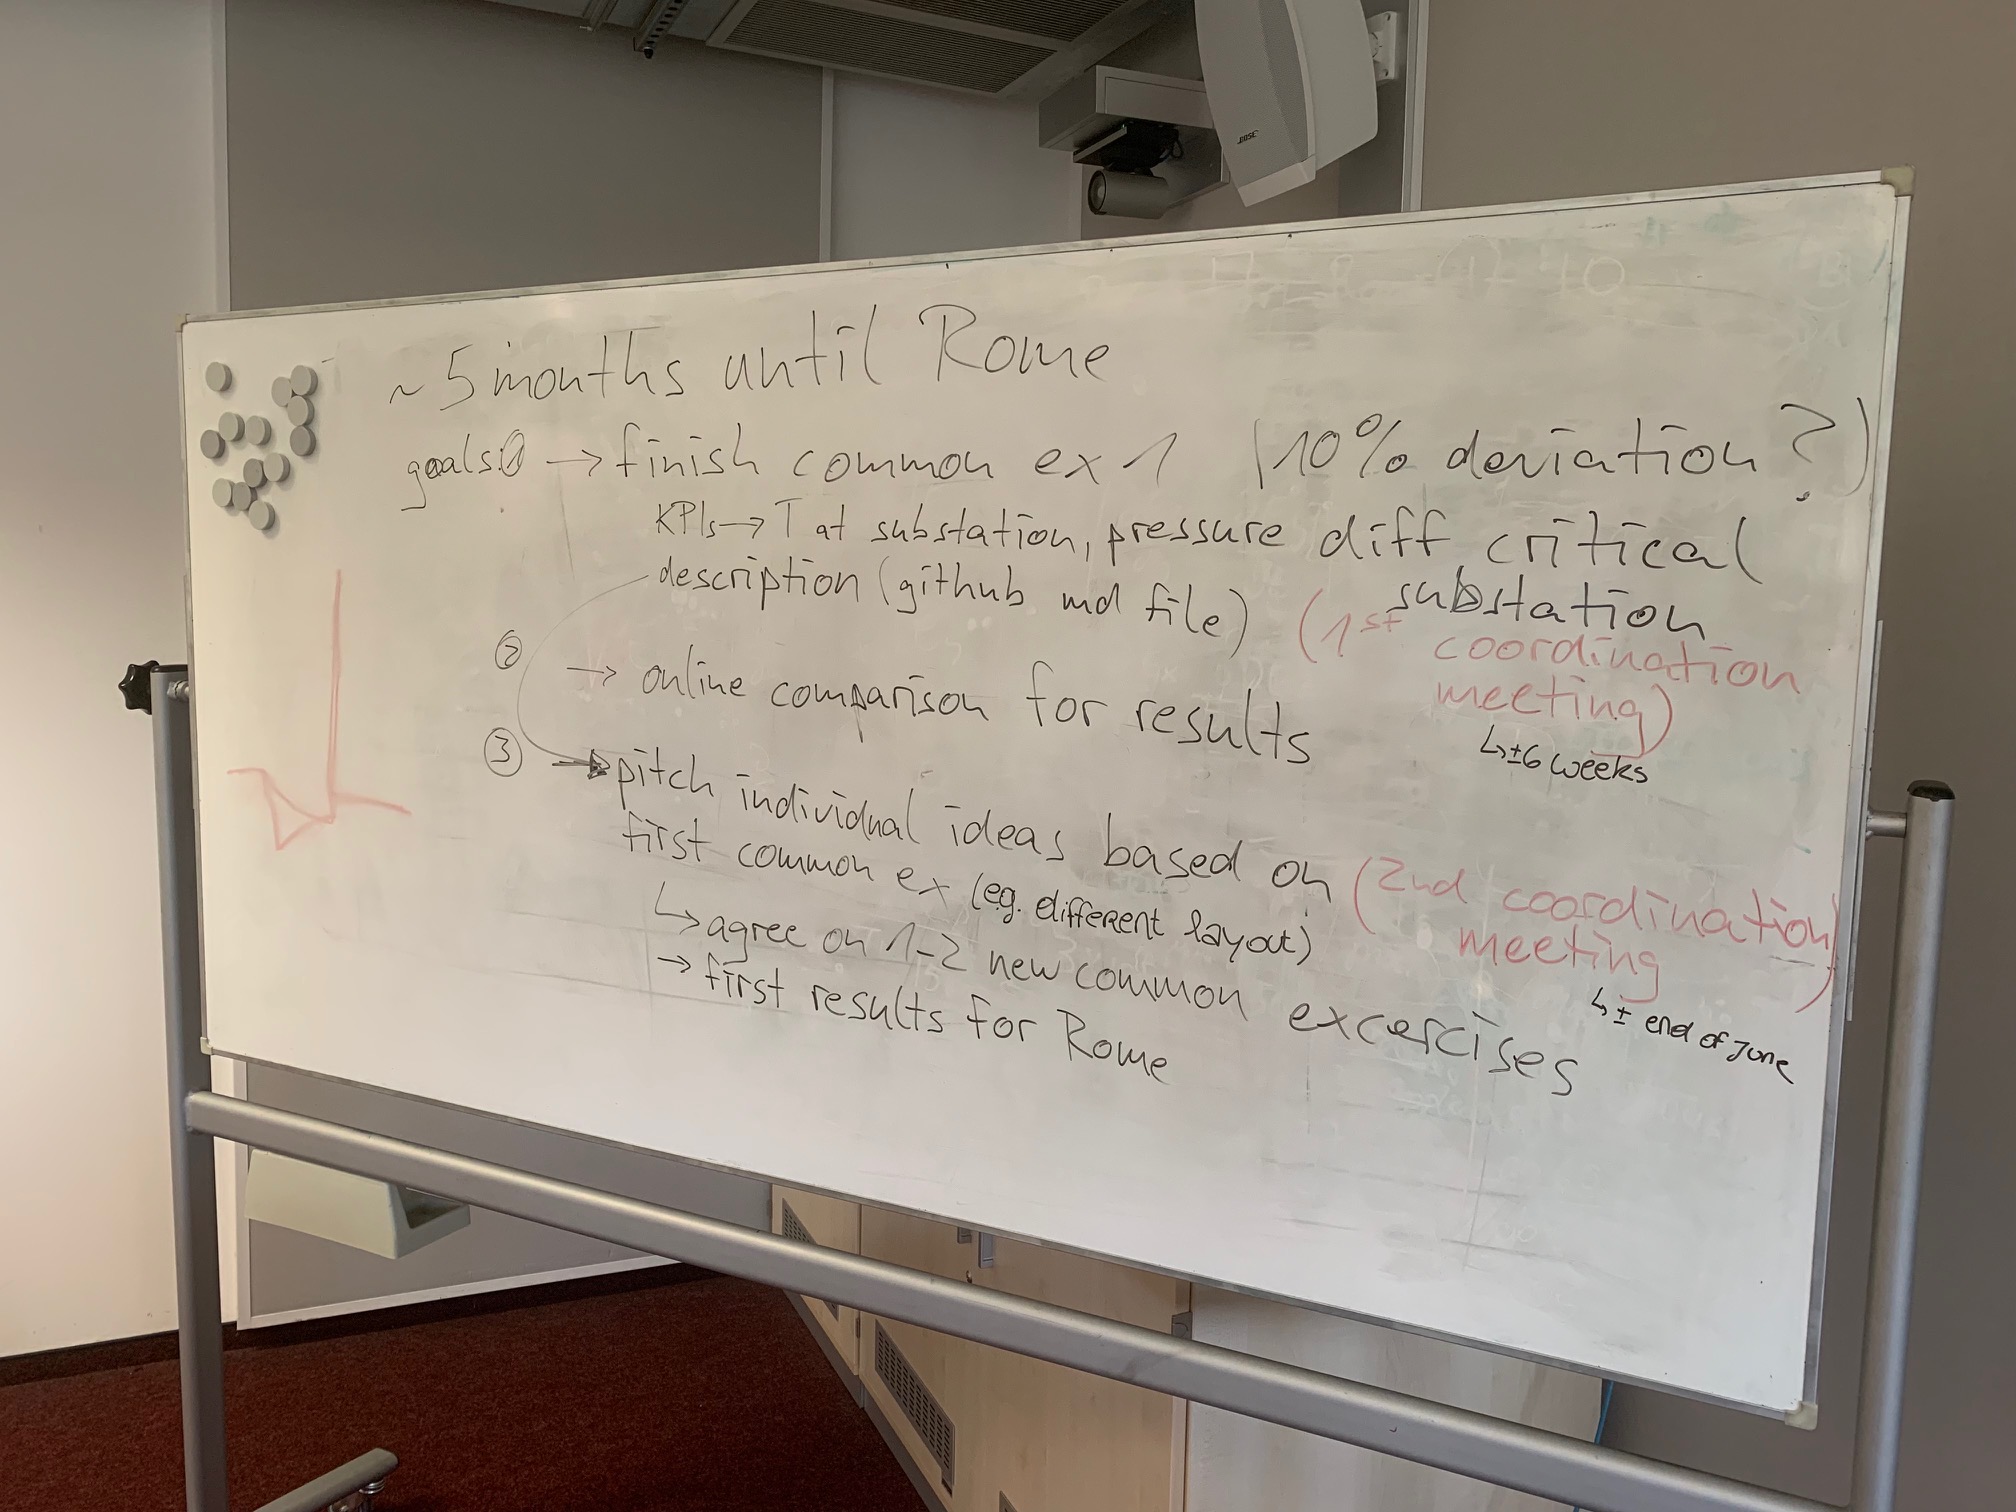 BOSE
~ 5 months until Rome
goals: ① → finish common ex 1 (10% deviation?)
KPIs → T at substation, pressure diff critical
substation
description (github md file)
(1st
coordination
meeting)
↳ ±6 weeks
② → online comparison for results
③ → pitch individual ideas based on
first common ex (eg. different layout)
(2nd coordination
meeting)
↳ ± end of June
↳ agree on 1-2 new common excercises
→ first results for Rome